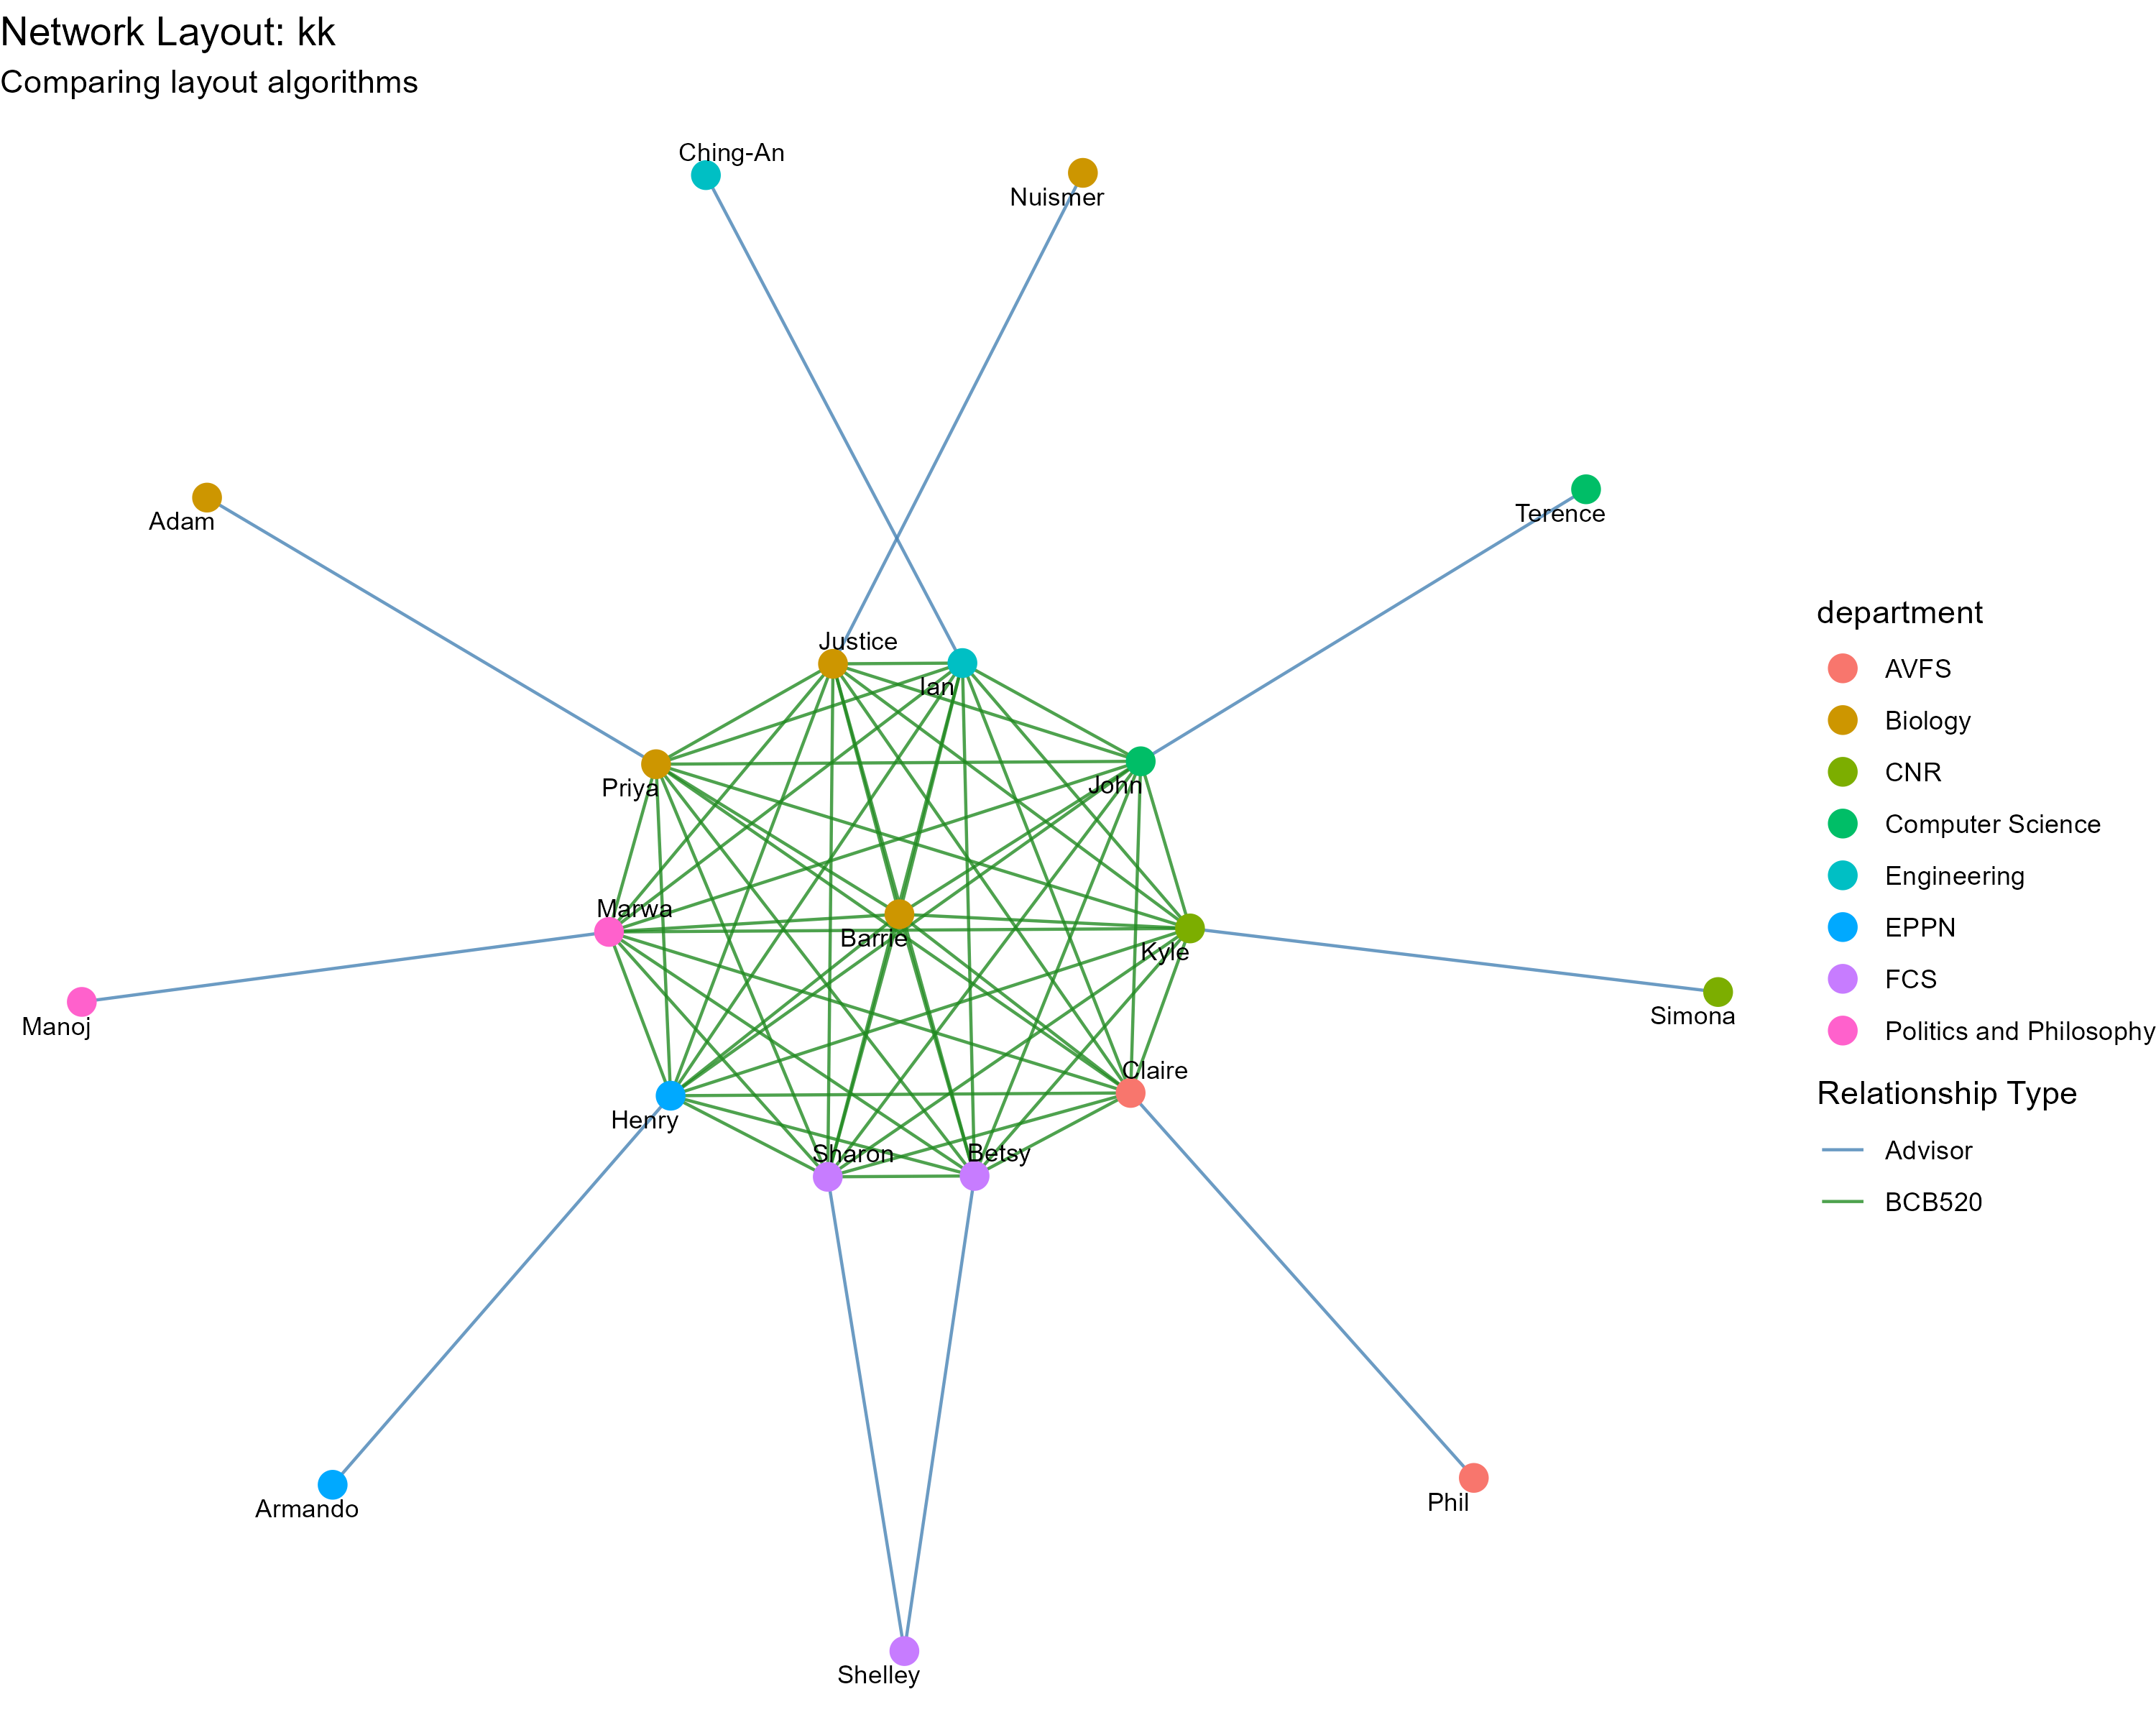 Network Layout: kk
Comparing layout algorithms
Ching-An
Nuismer
Adam
Terence
Justice
Ian
Priya
John
Marwa
Barrie
Kyle
Manoj
Simona
Claire
Henry
Sharon
Betsy
Armando
Phil
Shelley
department
AVFS
Biology
CNR
Computer Science
Engineering
EPPN
FCS
Politics and Philosophy
Relationship Type
Advisor
BCB520